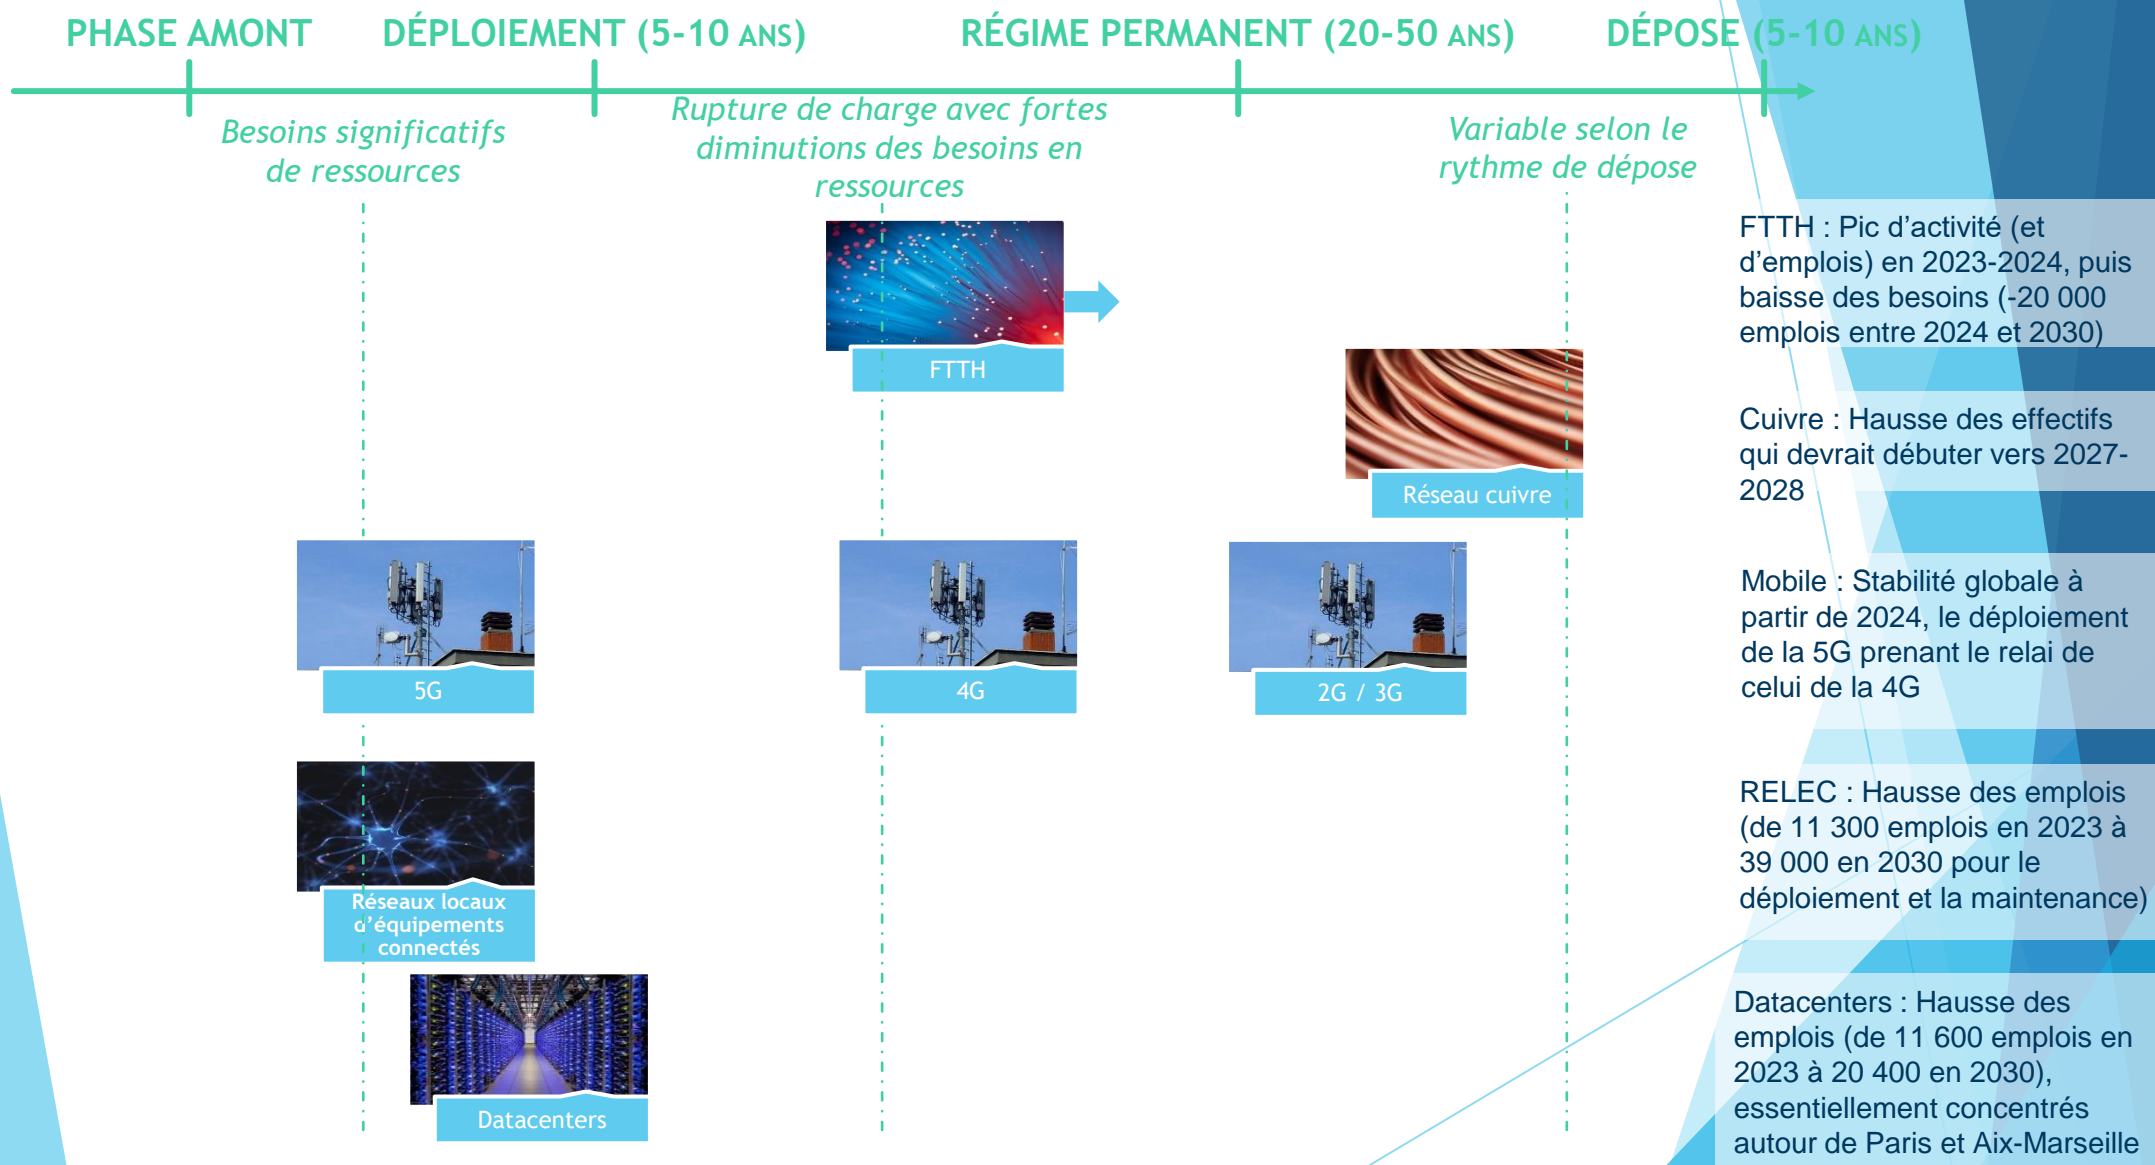 PHASE AMONT
DÉPLOIEMENT (5-10 ANS)
RÉGIME PERMANENT (20-50 ANS)
DÉPOSE (5-10 ANS)
Besoins significatifs
de ressources
Rupture de charge avec fortes
diminutions des besoins en
ressources
Variable selon le
rythme de dépose
FTTH
Réseau cuivre
5G
4G
2G / 3G
Réseaux locaux
d'équipements
connectés
Datacenters
FTTH : Pic d'activité (et
d'emplois) en 2023-2024, puis
baisse des besoins (-20 000
emplois entre 2024 et 2030)
Cuivre : Hausse des effectifs
qui devrait débuter vers 2027-
2028
Mobile : Stabilité globale à
partir de 2024, le déploiement
de la 5G prenant le relai de
celui de la 4G
RELEC : Hausse des emplois
(de 11 300 emplois en 2023 à
39 000 en 2030 pour le
déploiement et la maintenance)
Datacenters : Hausse des
emplois (de 11 600 emplois en
2023 à 20 400 en 2030),
essentiellement concentrés
autour de Paris et Aix-Marseille